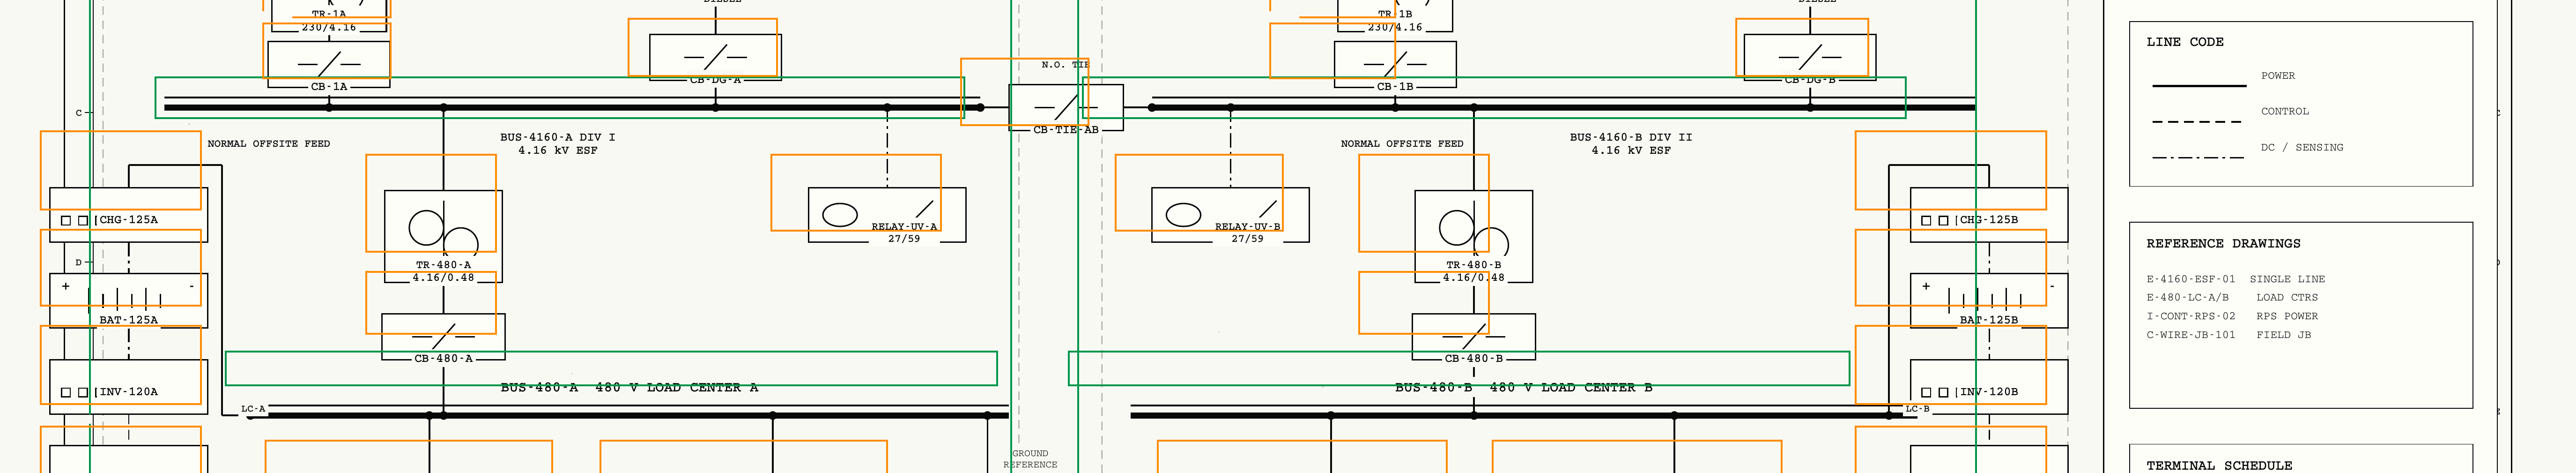 TR-1A
230/4.16
CB-1A
CB-DG-A
N.O. TIE
CB-TIE-AB
TR-1B
230/4.16
CB-1B
CB-DG-B
C
BUS-4160-A DIV I
4.16 kV ESF
NORMAL OFFSITE FEED
BUS-4160-B DIV II
4.16 kV ESF
NORMAL OFFSITE FEED
CHG-125A
RELAY-UV-A
27/59
RELAY-UV-B
27/59
CHG-125B
D
TR-480-A
4.16/0.48
TR-480-B
4.16/0.48
+ -
BAT-125A
+ -
BAT-125B
CB-480-A
CB-480-B
BUS-480-A 480 V LOAD CENTER A
BUS-480-B 480 V LOAD CENTER B
INV-120A
INV-120B
LC-A
LC-B
GROUND
REFERENCE
LINE CODE
POWER
CONTROL
DC / SENSING
REFERENCE DRAWINGS
E-4160-ESF-01 SINGLE LINE
E-480-LC-A/B LOAD CTRS
I-CONT-RPS-02 RPS POWER
C-WIRE-JB-101 FIELD JB
TERMINAL SCHEDULE